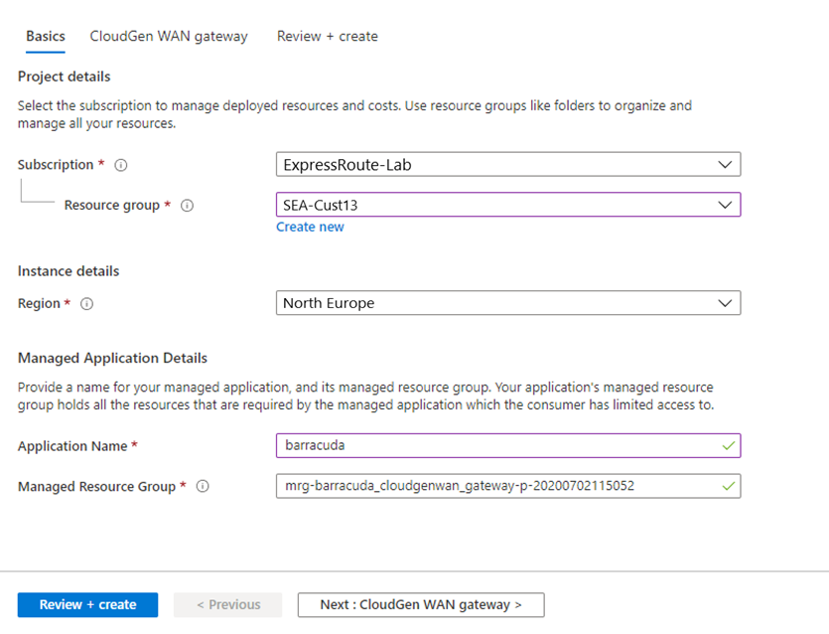 Basics CloudGen WAN gateway Review + create
Project details
Select the subscription to manage deployed resources and costs. Use resource groups like folders to organize and
manage all your resources.
Subscription * ExpressRoute-Lab
Resource group * SEA-Cust13
Create new
Instance details
Region * North Europe
Managed Application Details
Provide a name for your managed application, and its managed resource group. Your application's managed resource
group holds all the resources that are required by the managed application which the consumer has limited access to.
Application Name * barracuda
Managed Resource Group * mrg-barracuda_cloudgenwan_gateway-p-20200702115052
Review + create < Previous Next : CloudGen WAN gateway >